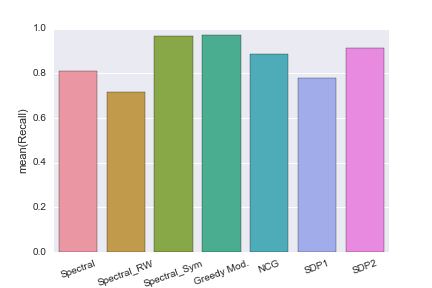 1.0
0.8
0.6
0.4
0.2
0.0
mean(Recall)
Spectral
Spectral_RW
Spectral_Sym
Greedy Mod.
NCG
SDP1
SDP2